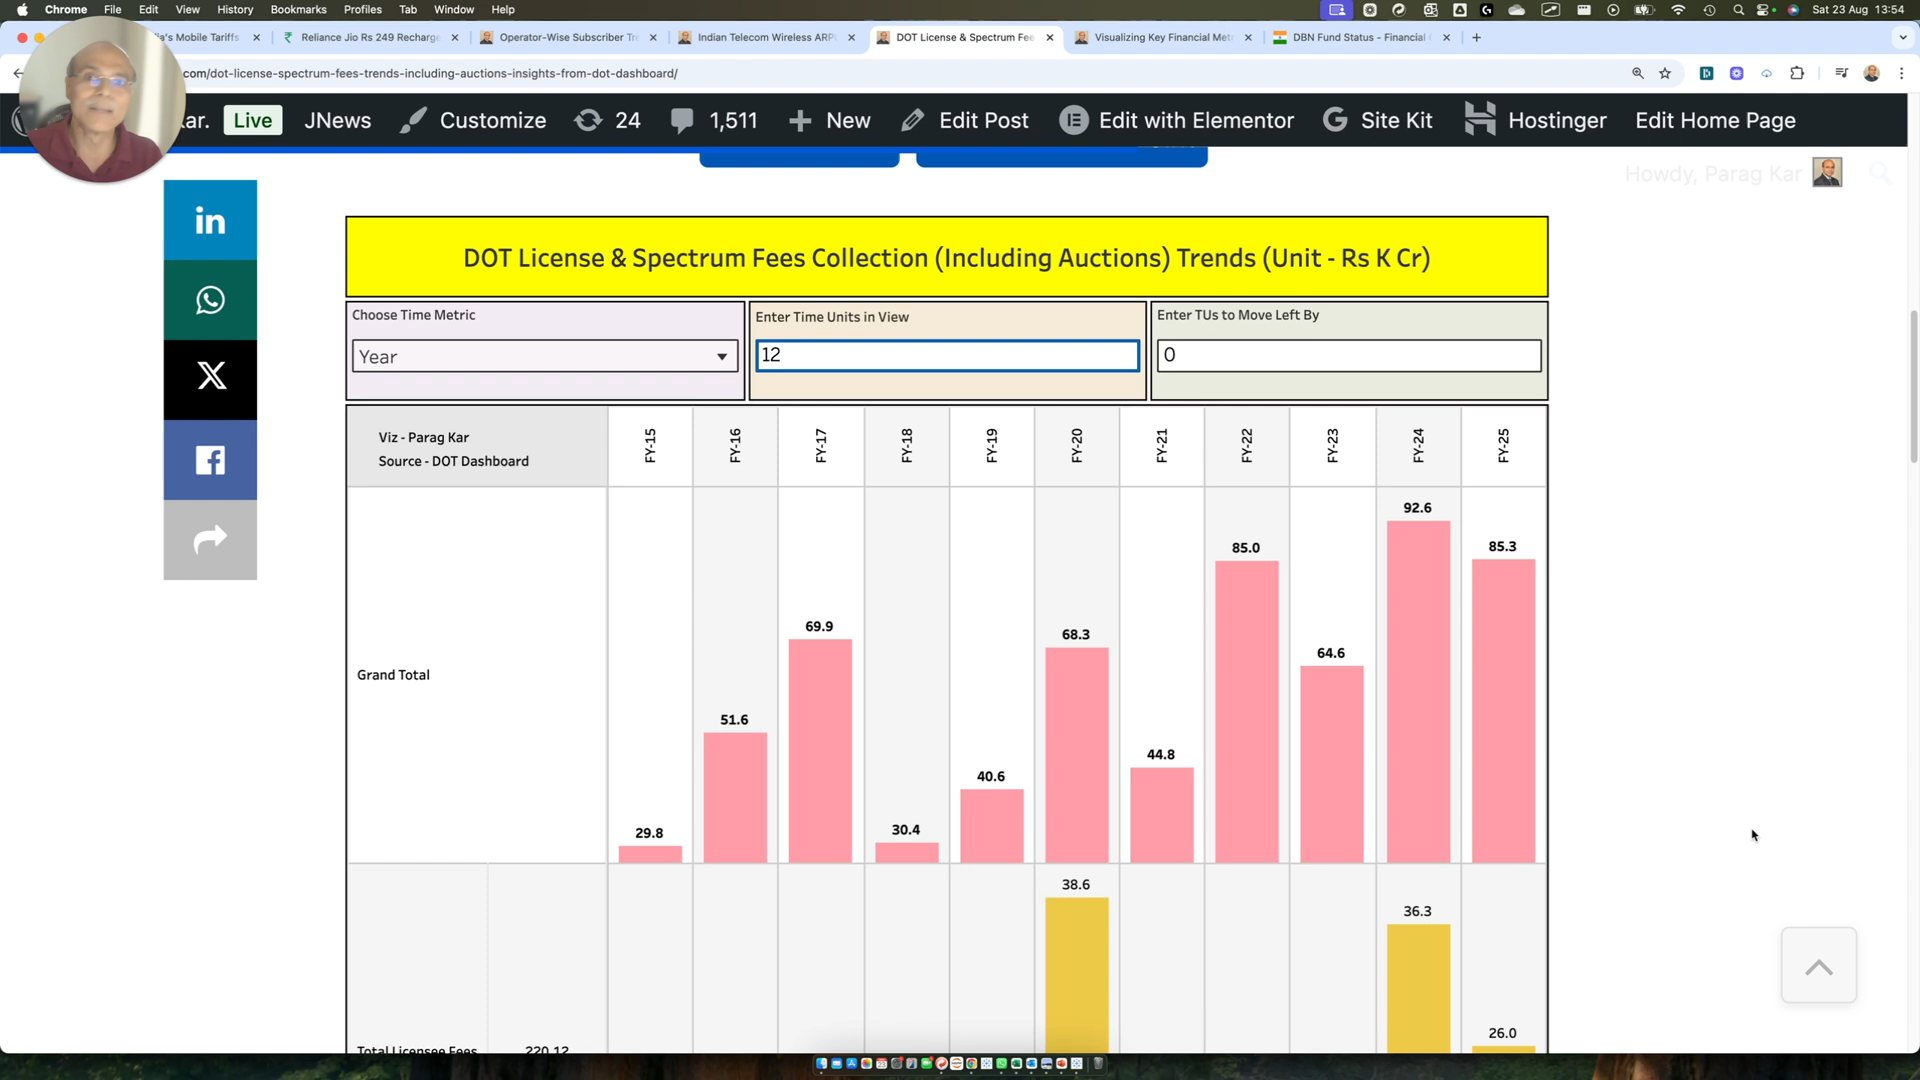 Chrome File Edit View History Bookmarks Profiles Tab Window Help Sat 23 Aug 13:54
a's Mobile Tariffs Reliance Jio Rs 249 Recharg Operator-Wise Subscriber Tr Indian Telecom Wireless ARP DOT License & Spectrum Fee Visualizing Key Financial Met DBN Fund Status - Financial
com/dot-license-spectrum-fees-trends-including-auctions-insights-from-dot-dashboard/
kar. Live JNews Customize 24 1,511 New Edit Post Edit with Elementor Site Kit Hostinger Edit Home Page
Howdy, Parag Kar
DOT License & Spectrum Fees Collection (Including Auctions) Trends (Unit - Rs K Cr)
Choose Time Metric Enter Time Units in View Enter TUs to Move Left By
Year 12 0
Viz - Parag Kar
Source - DOT Dashboard
FY-15 FY-16 FY-17 FY-18 FY-19 FY-20 FY-21 FY-22 FY-23 FY-24 FY-25
Grand Total
29.8 51.6 69.9 30.4 40.6 68.3 44.8 85.0 64.6 92.6 85.3
38.6 36.3 26.0
Total Licensee Fees 220.12